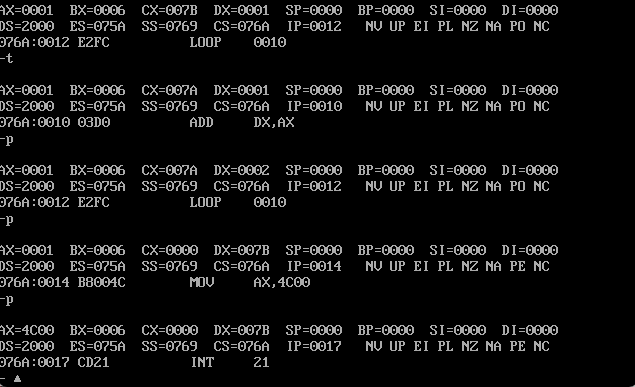 AX=0001  BX=0006  CX=007B  DX=0001  SP=0000  BP=0000  SI=0000  DI=0000
DS=2000  ES=075A  SS=0769  CS=076A  IP=0012   NV UP EI PL NZ NA PO NC
076A:0012 E2FC          LOOP    0010
-t
AX=0001  BX=0006  CX=007A  DX=0001  SP=0000  BP=0000  SI=0000  DI=0000
DS=2000  ES=075A  SS=0769  CS=076A  IP=0010   NV UP EI PL NZ NA PO NC
076A:0010 03D0          ADD     DX,AX
-p
AX=0001  BX=0006  CX=007A  DX=0002  SP=0000  BP=0000  SI=0000  DI=0000
DS=2000  ES=075A  SS=0769  CS=076A  IP=0012   NV UP EI PL NZ NA PO NC
076A:0012 E2FC          LOOP    0010
-p
AX=0001  BX=0006  CX=0000  DX=007B  SP=0000  BP=0000  SI=0000  DI=0000
DS=2000  ES=075A  SS=0769  CS=076A  IP=0014   NV UP EI PL NZ NA PE NC
076A:0014 B8004C        MOV     AX,4C00
-p
AX=4C00  BX=0006  CX=0000  DX=007B  SP=0000  BP=0000  SI=0000  DI=0000
DS=2000  ES=075A  SS=0769  CS=076A  IP=0017   NV UP EI PL NZ NA PE NC
076A:0017 CD21          INT     21
-